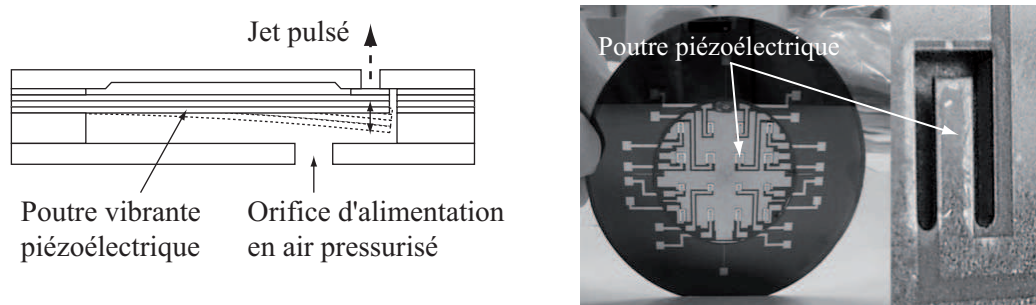 Jet pulsé
Poutre vibrante
piézoélectrique
Orifice d'alimentation
en air pressurisé
Poutre piézoélectrique